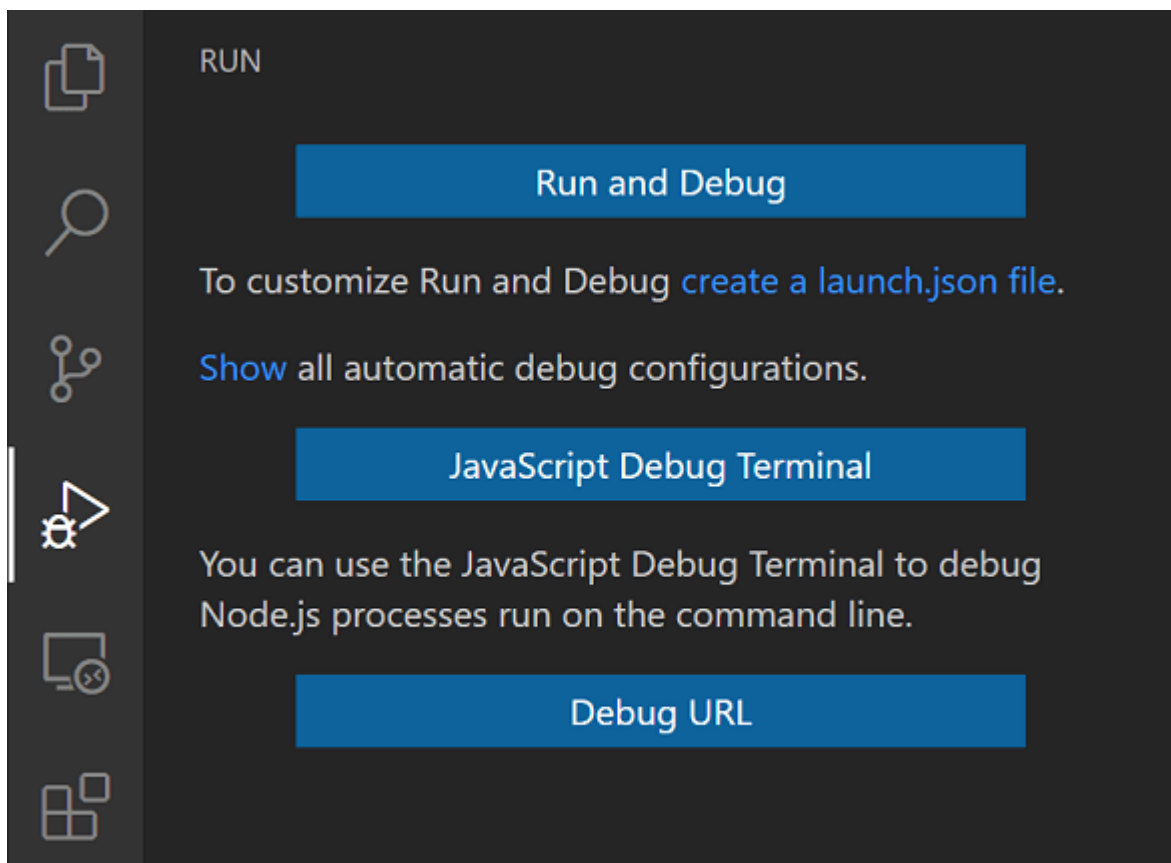 RUN
Run and Debug
To customize Run and Debug create a launch.json file.
Show all automatic debug configurations.
JavaScript Debug Terminal
You can use the JavaScript Debug Terminal to debug
Node.js processes run on the command line.
Debug URL